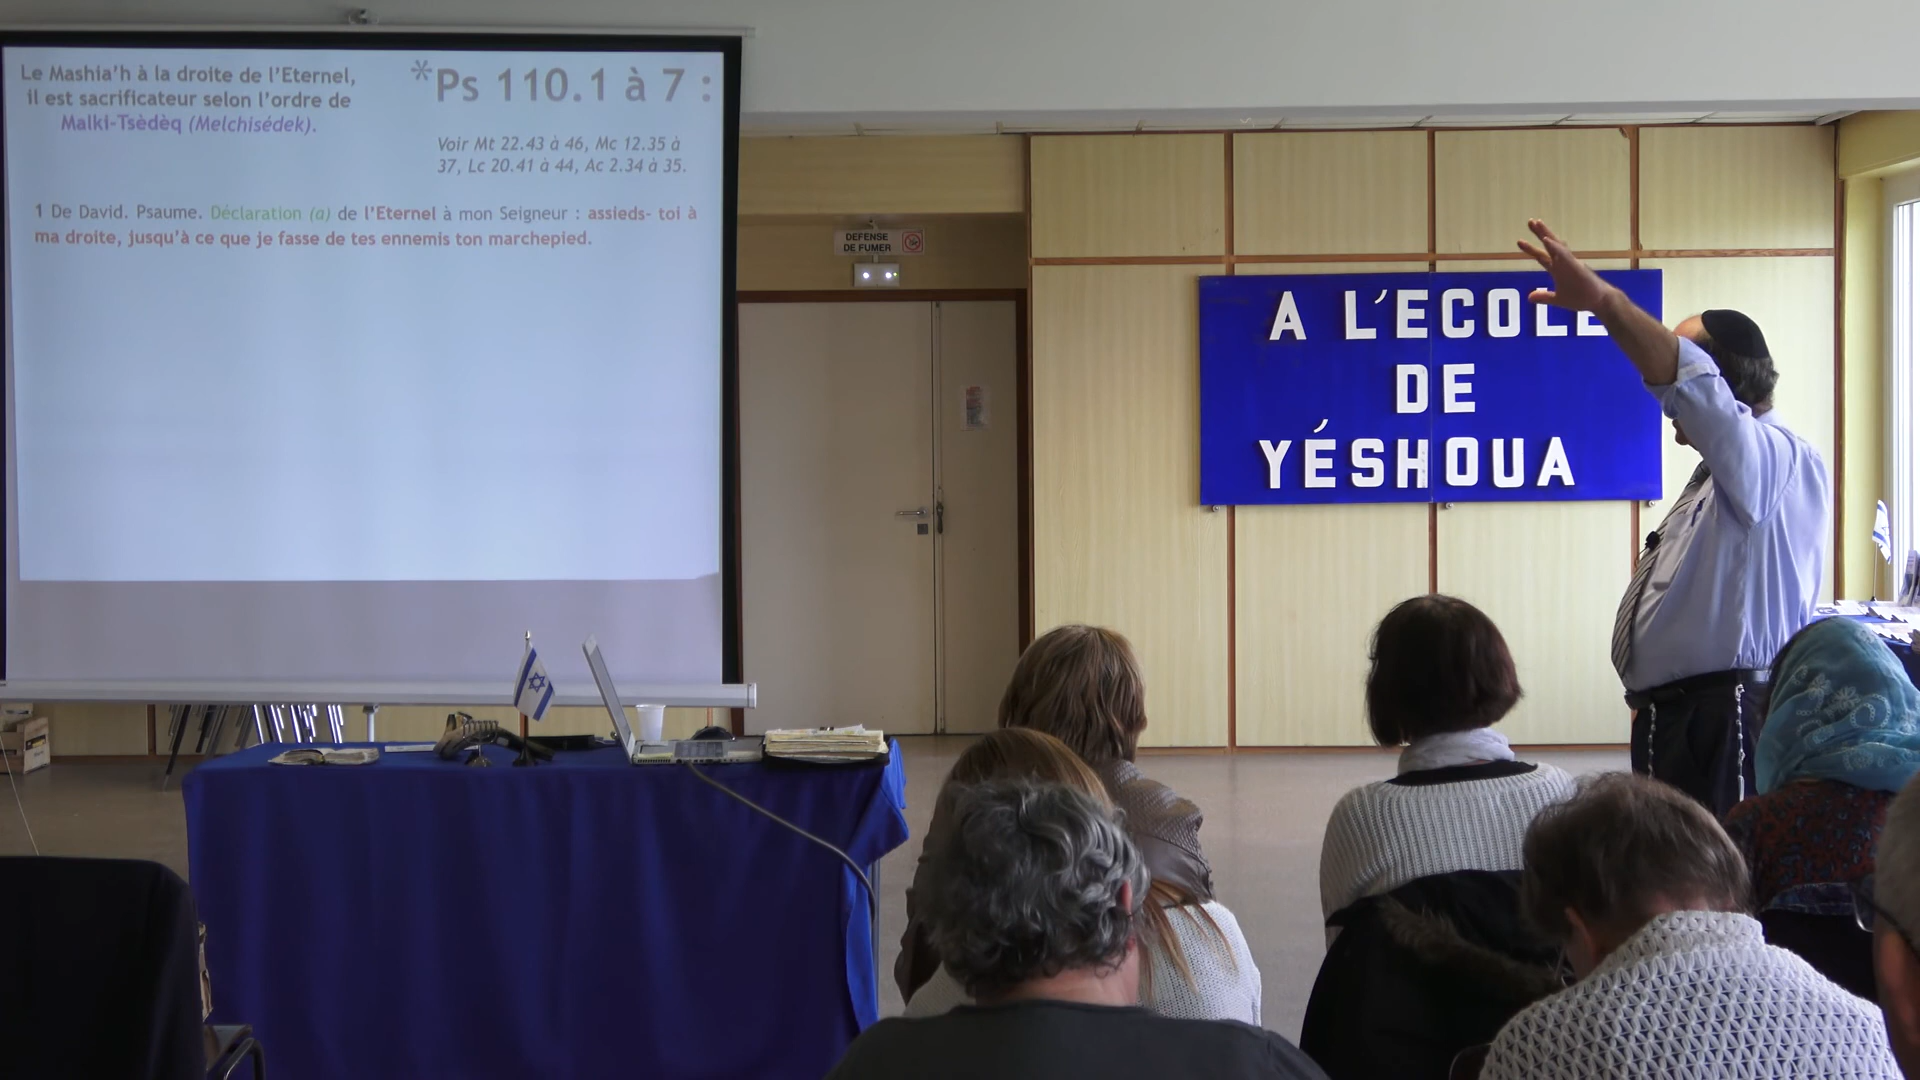 Le Mashia'h à la droite de l'Eternel,
il est sacrificateur selon l'ordre de
Malki-Tsèdèq (Melchisédek).
*Ps 110.1 à 7 :
Voir Mt 22.43 à 46, Mc 12.35 à
37, Lc 20.41 à 44, Ac 2.34 à 35.
1 De David. Psaume. Déclaration (a) de l'Eternel à mon Seigneur : assieds- toi à
ma droite, jusqu'à ce que je fasse de tes ennemis ton marchepied.
DEFENSE
DE FUMER
A L'ECOLE
DE
YÉSHOUA